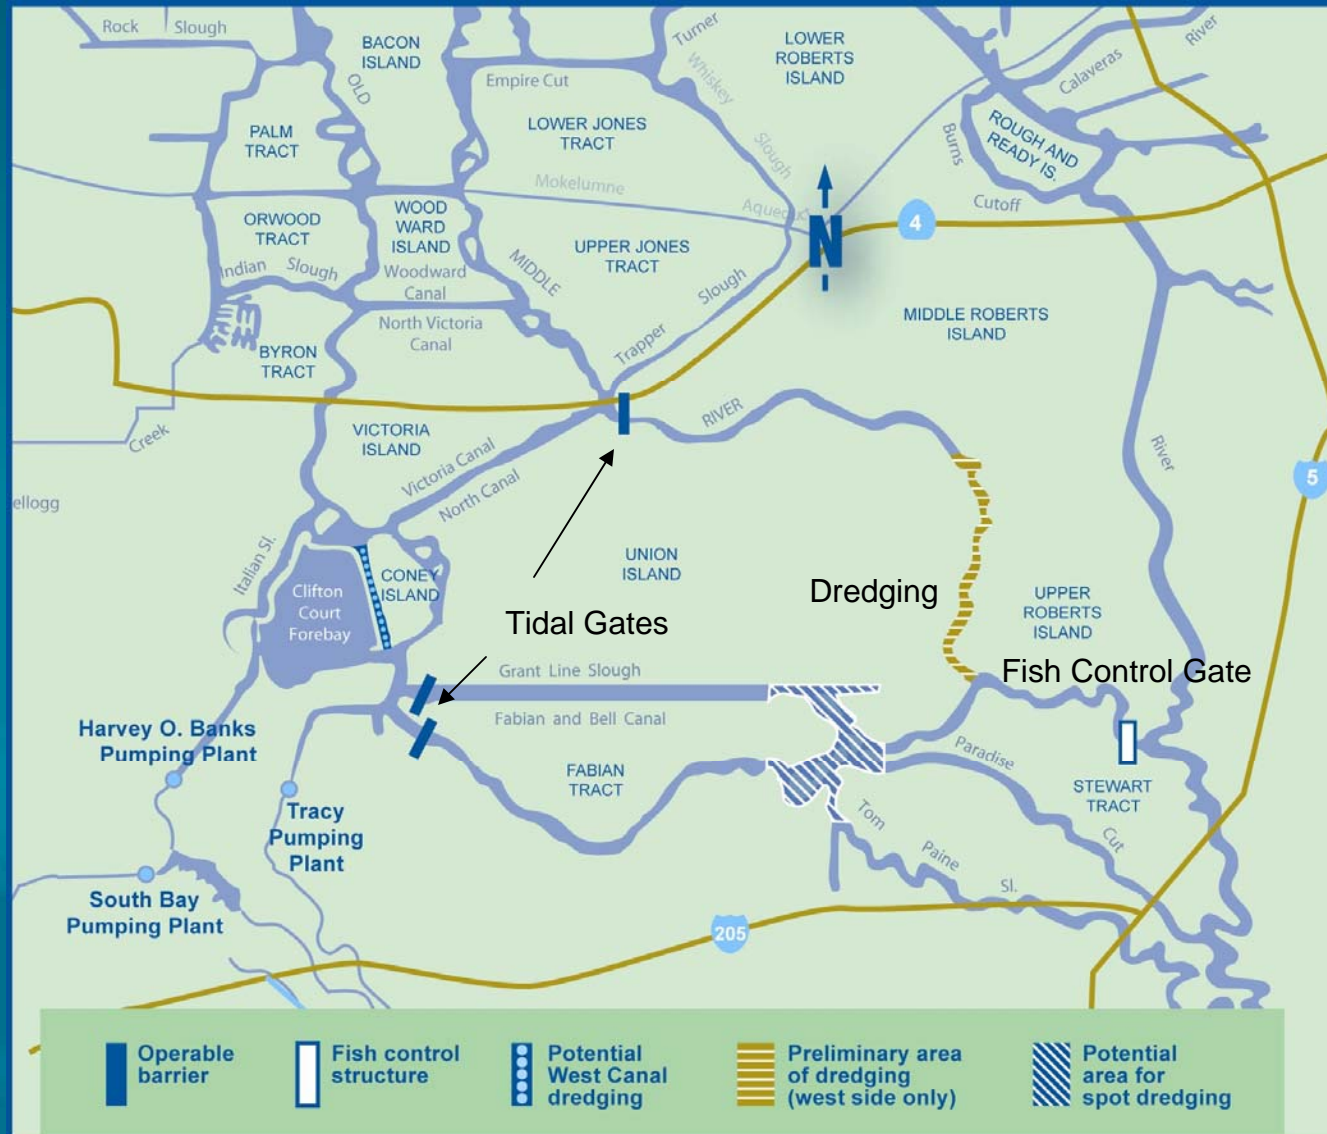 Rock Slough
BACON
ISLAND
OLD
Turner
Whiskey
Slough
LOWER
ROBERTS
ISLAND
Calaveras
River
Empire Cut
PALM
TRACT
LOWER JONES
TRACT
Burns
Cutoff
ROUGH AND
READY IS.
Mokelumne
Aqueduct
ORWOOD
TRACT
WOOD
WARD
ISLAND
4
N
Indian Slough
Woodward
Canal
MIDDLE
UPPER JONES
TRACT
Slough
Trapper
North Victoria
Canal
MIDDLE ROBERTS
ISLAND
BYRON
TRACT
RIVER
Creek
VICTORIA
ISLAND
Victoria Canal
North Canal
River
5
ellogg
Italian Sl.
Clifton
Court
Forebay
CONEY
ISLAND
UNION
ISLAND
Dredging
UPPER
ROBERTS
ISLAND
Tidal Gates
Fish Control Gate
Grant Line Slough
Fabian and Bell Canal
Harvey O. Banks
Pumping Plant
Paradise
Cut
FABIAN
TRACT
STEWART
TRACT
Tracy
Pumping
Plant
Tom
Paine
Sl.
South Bay
Pumping Plant
205
Operable
barrier
Fish control
structure
Potential
West Canal
dredging
Preliminary area
of dredging
(west side only)
Potential
area for
spot dredging